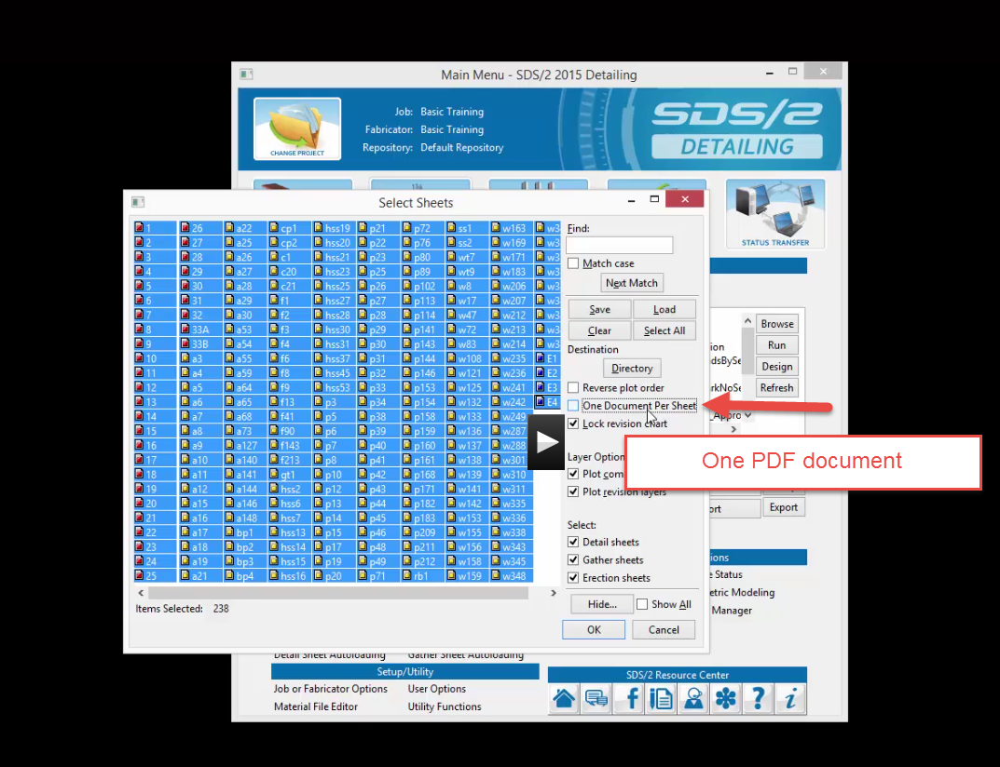 Main Menu - SDS/2 2015 Detailing
Job: Basic Training
Fabricator: Basic Training
Repository: Default Repository
CHANGE PROJECT
SDS/2
DETAILING
STATUS TRANSFER
Select Sheets
1 26 a22 cp1 hss19 p21 p72 ss1 w163 w3
2 27 a25 cp2 hss20 p22 p76 ss2 w169 w3
3 28 a26 c1 hss21 p23 p80 wt7 w171 w3
4 29 a27 c20 hss23 p25 p89 wt9 w183 w3
5 30 a28 c21 hss25 p26 p102 w8 w206 w3
6 31 a29 f1 hss27 p27 p113 w17 w207 w3
7 32 a30 f2 hss28 p28 p114 w47 w212 w3
8 33A a53 f3 hss30 p29 p141 w72 w213 w3
9 33B a54 f4 hss31 p30 p143 w83 w214 w3
10 a3 a55 f6 hss37 p31 p144 w108 w235 E1
11 a4 a59 f8 hss45 p32 p146 w121 w236 E2
12 a5 a64 f9 hss53 p33 p153 w125 w241 E3
13 a6 a65 f13 p3 p34 p154 w132 w242 E4
14 a7 a68 f41 p5 p38 p158 w133 w249
15 a8 a73 f90 p6 p39 p159 w136 w287
16 a9 a127 f143 p7 p40 p160 w137 w288
17 a10 a140 f213 p8 p41 p161 w138 w301
18 a11 a141 gt1 p10 p42 p168 w139 w310
19 a12 a144 hss2 p12 p43 p171 w141 w311
20 a15 a146 hss6 p13 p44 p182 w142 w335
21 a16 a148 hss7 p14 p45 p183 w153 w336
22 a17 bp1 hss13 p15 p46 p209 w155 w338
23 a18 bp2 hss14 p17 p48 p211 w156 w343
24 a19 bp3 hss15 p19 p49 p212 w158 w345
25 a21 bp4 hss16 p20 p71 rb1 w159 w348
Items Selected: 238
Find:
Match case
Next Match
Save Load
Clear Select All
Destination
Directory
Reverse plot order
One Document Per Sheet
Lock revision chart
Layer Option
Plot com
Plot revision layers
Select:
Detail sheets
Gather sheets
Erection sheets
Hide... Show All
OK Cancel
One PDF document
Browse
Run
Design
Refresh
ion
dsBySe
rkNoSe
_Appro
ort
Export
ions
e Status
etric Modeling
Manager
Detail Sheet Autoloading Gather Sheet Autoloading
Setup/Utility
Job or Fabricator Options User Options
Material File Editor Utility Functions
SDS/2 Resource Center